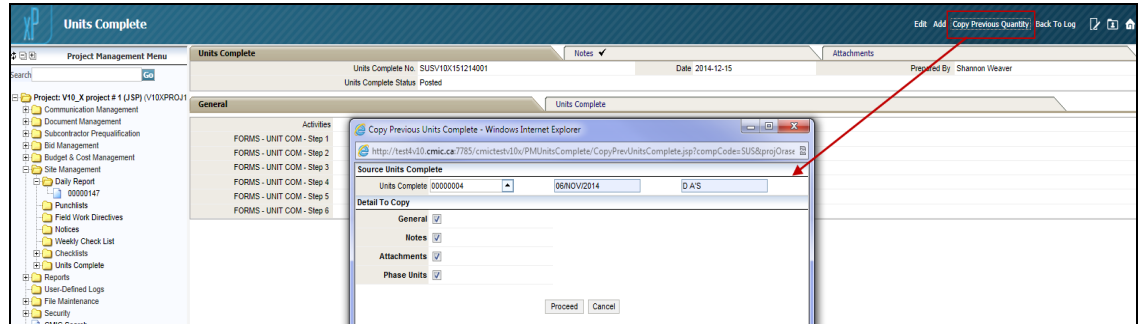 XP Units Complete Edit Add Copy Previous Quantity Back To Log
Project Management Menu
Search Go
Project: V10_X project # 1 (JSP) (V10XPROJ1
Communication Management
Document Management
Subcontractor Prequalification
Bid Management
Budget & Cost Management
Site Management
Daily Report
00000147
Punchlists
Field Work Directives
Notices
Weekly Check List
Checklists
Units Complete
Reports
User-Defined Logs
File Maintenance
Security
CMIC Search
Units Complete Notes Attachments
Units Complete No. SUSV10X151214001 Date 2014-12-15 Prepared By Shannon Weaver
Units Complete Status Posted
General Units Complete
Activities
FORMS - UNIT COM - Step 1
FORMS - UNIT COM - Step 2
FORMS - UNIT COM - Step 3
FORMS - UNIT COM - Step 4
FORMS - UNIT COM - Step 5
FORMS - UNIT COM - Step 6
Copy Previous Units Complete - Windows Internet Explorer
http://test4v10.cmic.ca:7785/cmictestv10x/PMUnitsComplete/CopyPrevUnitsComplete.jsp?compCode=SUS&projOrase
Source Units Complete
Units Complete 00000004 06/NOV/2014 D A'S
Detail To Copy
General
Notes
Attachments
Phase Units
Proceed Cancel